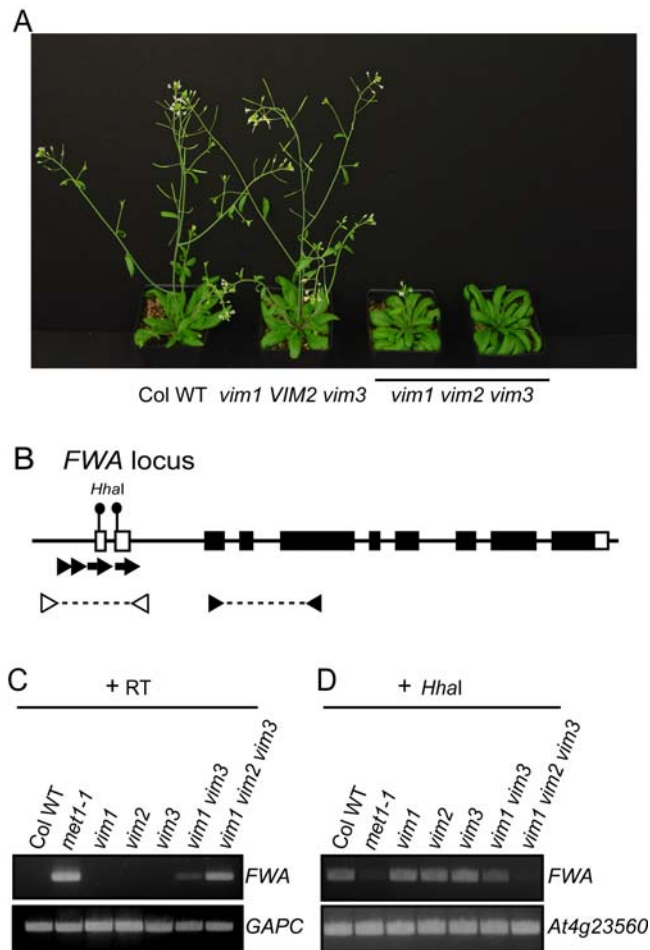 A
Col WT vim1 VIM2 vim3 vim1 vim2 vim3
B FWA locus
HhaI
C
+ RT
Col WT
met1-1
vim1
vim2
vim3
vim1 vim3
vim1 vim2 vim3
FWA
GAPC
D
+ HhaI
Col WT
met1-1
vim1
vim2
vim3
vim1 vim3
vim1 vim2 vim3
FWA
At4g23560